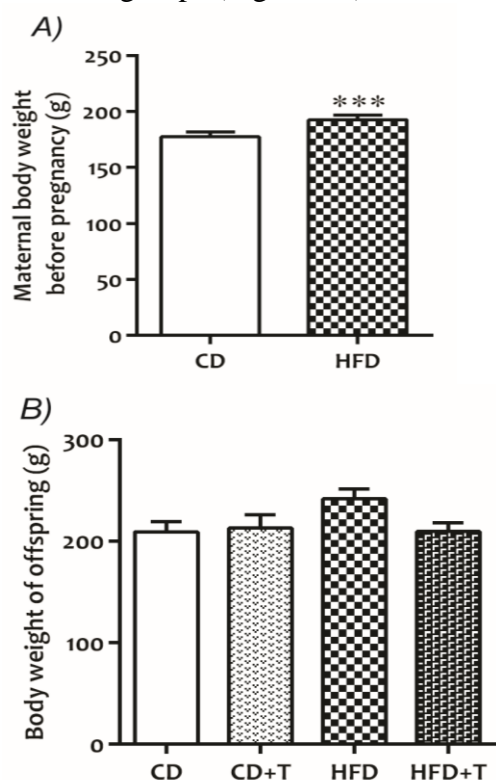 A)
250
200
150
100
50
0
Maternal body weight
before pregnancy (g)
***
CD HFD
B)
300
200
100
0
Body weight of offspring (g)
CD CD+T HFD HFD+T